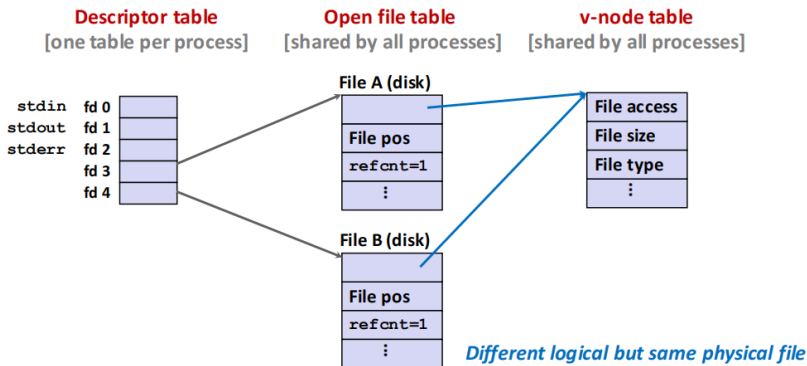 Descriptor table
[one table per process]
Open file table
[shared by all processes]
v-node table
[shared by all processes]
stdin fd 0
stdout fd 1
stderr fd 2
fd 3
fd 4
File A (disk)
File pos
refcnt=1
⋮
File B (disk)
File pos
refcnt=1
⋮
File access
File size
File type
⋮
Different logical but same physical file